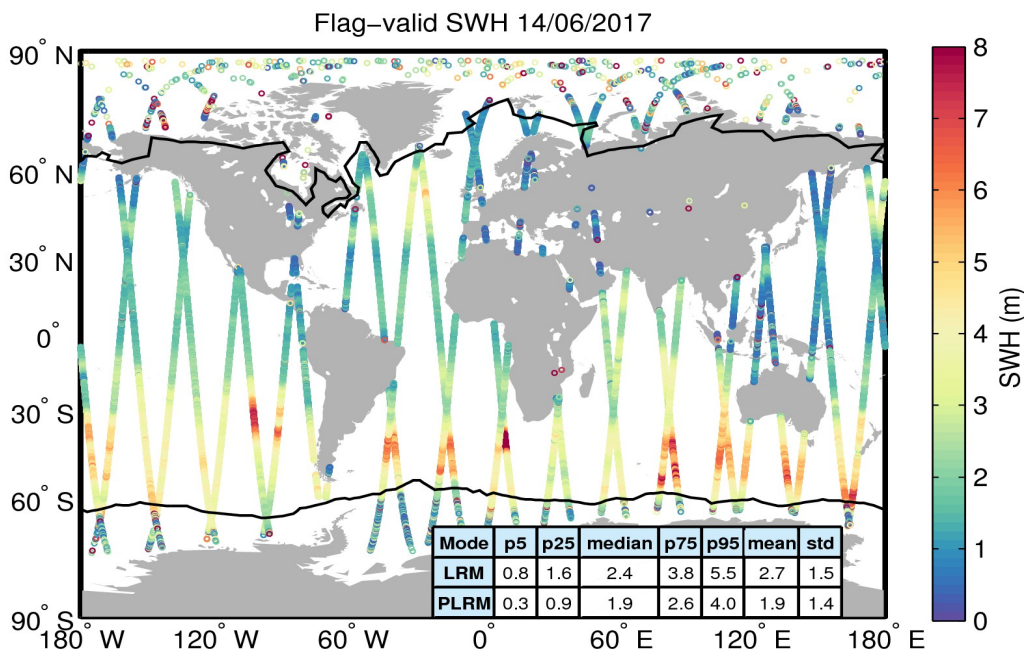 Flag–valid SWH 14/06/2017
90° N
60° N
30° N
0°
30° S
60° S
90° S
180° W
120° W
60° W
0°
60° E
120° E
180° E
Mode p5 p25 median p75 p95 mean std
LRM 0.8 1.6 2.4 3.8 5.5 2.7 1.5
PLRM 0.3 0.9 1.9 2.6 4.0 1.9 1.4
8
7
6
5
4
3
2
1
0
SWH (m)